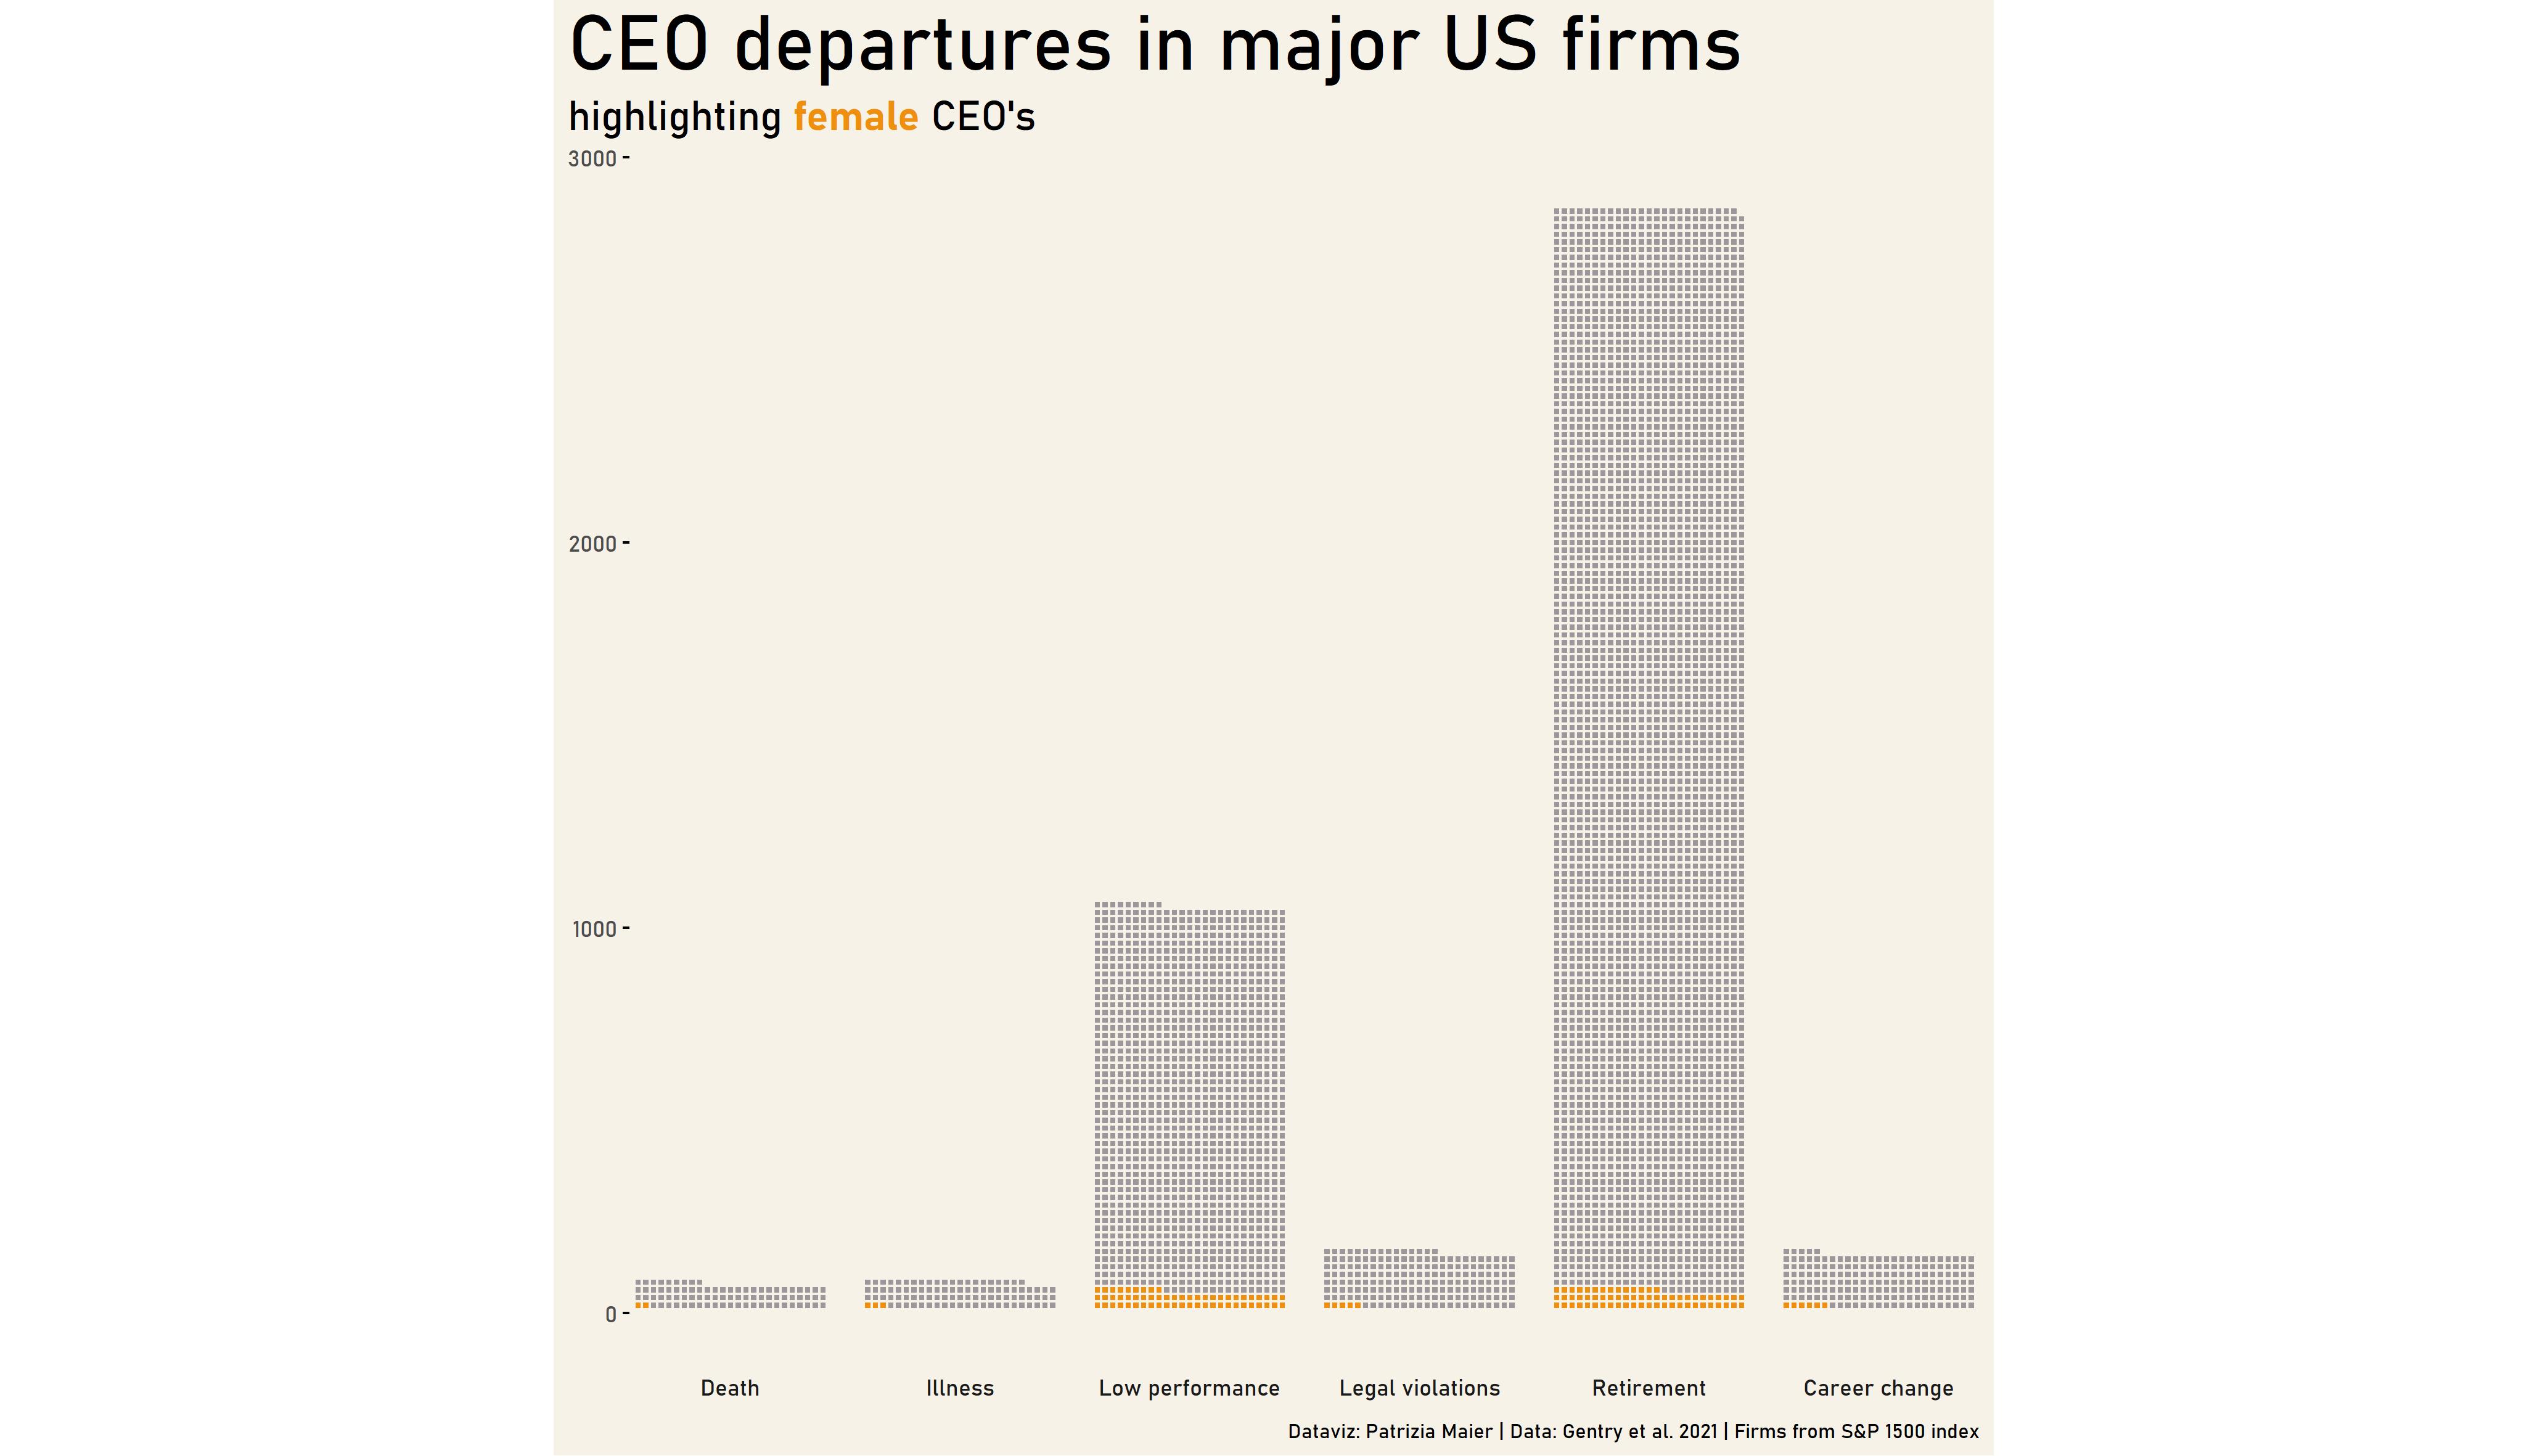 CEO departures in major US firms
highlighting female CEO's
3000
2000
1000
0
Death Illness Low performance Legal violations Retirement Career change
Dataviz: Patrizia Maier | Data: Gentry et al. 2021 | Firms from S&P 1500 index